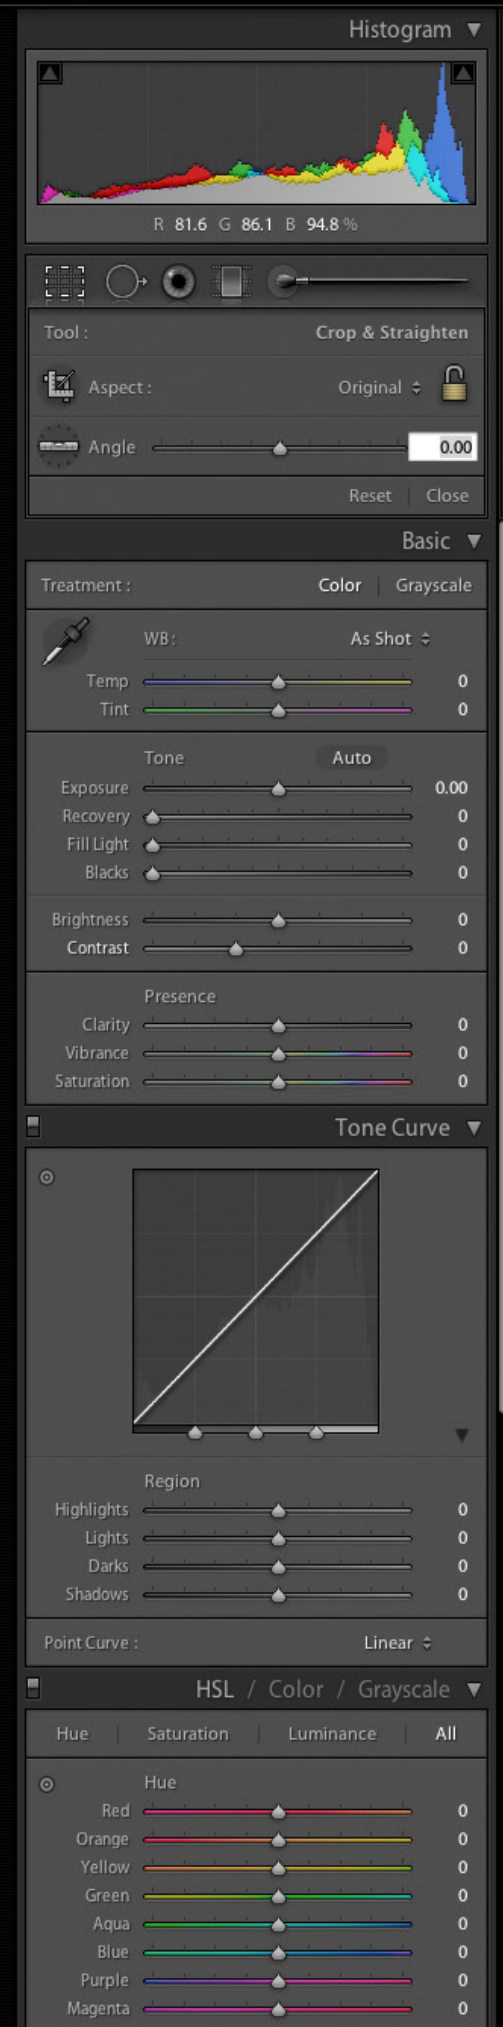 Histogram
R 81.6 G 86.1 B 94.8 %
Tool : Crop & Straighten
Aspect : Original
Angle 0.00
Reset Close
Basic
Treatment : Color Grayscale
WB: As Shot
Temp 0
Tint 0
Tone Auto
Exposure 0.00
Recovery 0
Fill Light 0
Blacks 0
Brightness 0
Contrast 0
Presence
Clarity 0
Vibrance 0
Saturation 0
Tone Curve
Region
Highlights 0
Lights 0
Darks 0
Shadows 0
Point Curve : Linear
HSL / Color / Grayscale
Hue Saturation Luminance All
Hue
Red 0
Orange 0
Yellow 0
Green 0
Aqua 0
Blue 0
Purple 0
Magenta 0